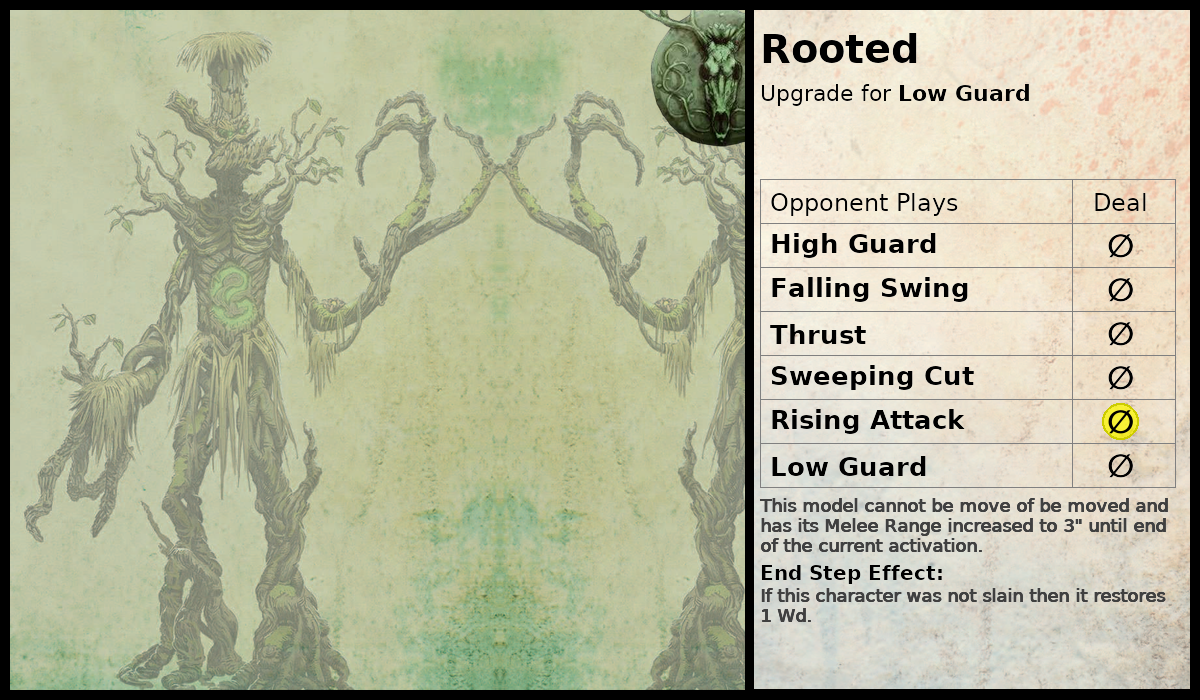 Rooted
Upgrade for Low Guard
Opponent Plays Deal
High Guard ∅
Falling Swing ∅
Thrust ∅
Sweeping Cut ∅
Rising Attack ∅
Low Guard ∅
This model cannot be move of be moved and
has its Melee Range increased to 3" until end
of the current activation.
End Step Effect:
If this character was not slain then it restores
1 Wd.